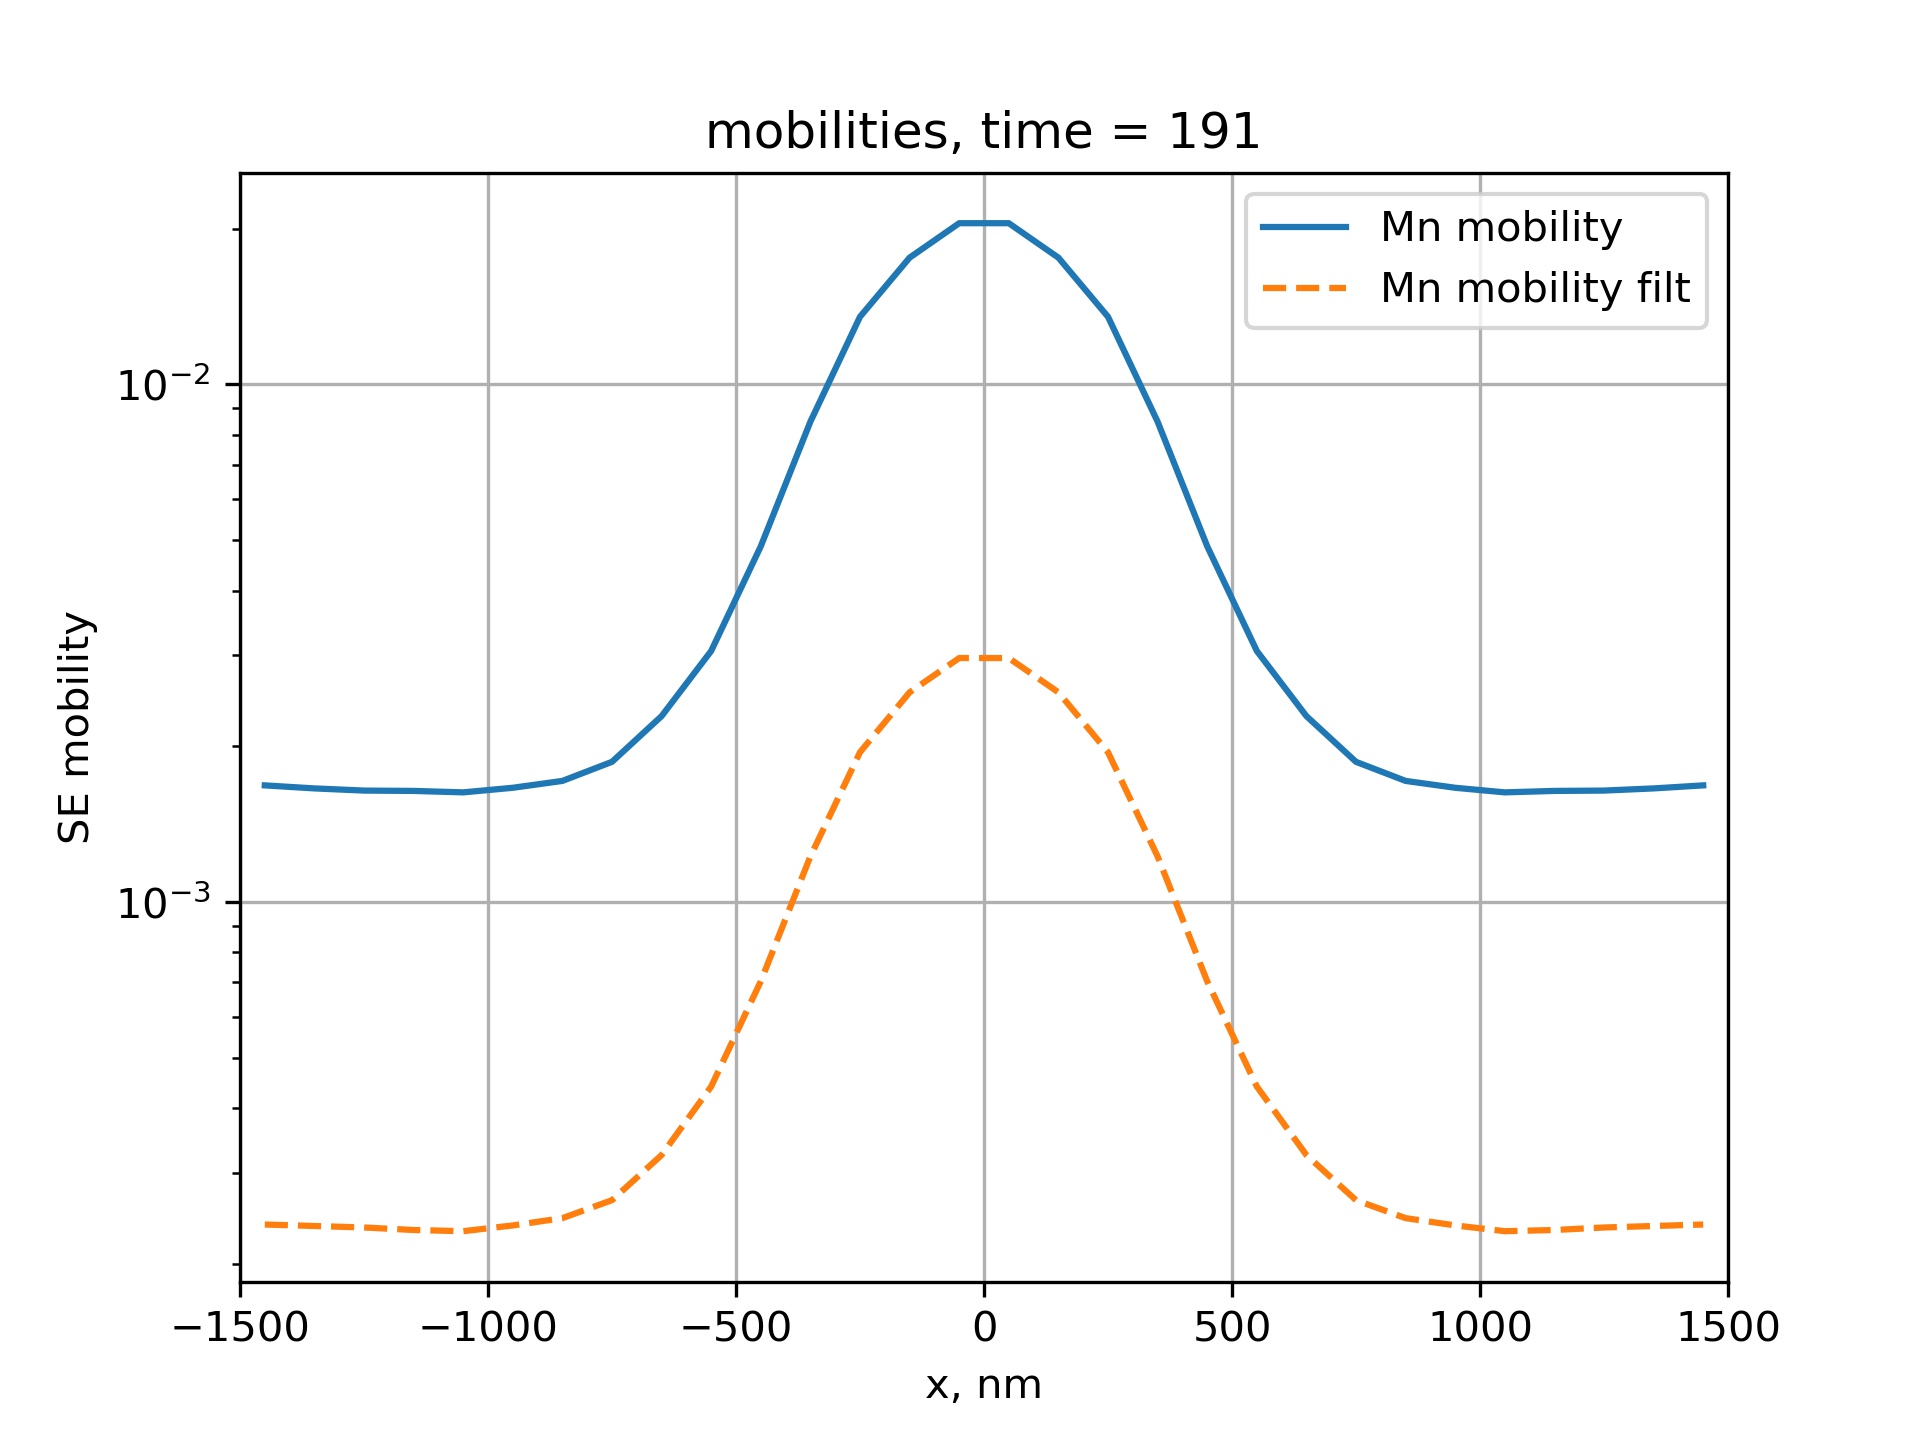 mobilities, time = 191
Mn mobility
Mn mobility filt
SE mobility
10⁻²
10⁻³
−1500
−1000
−500
0
500
1000
1500
x, nm